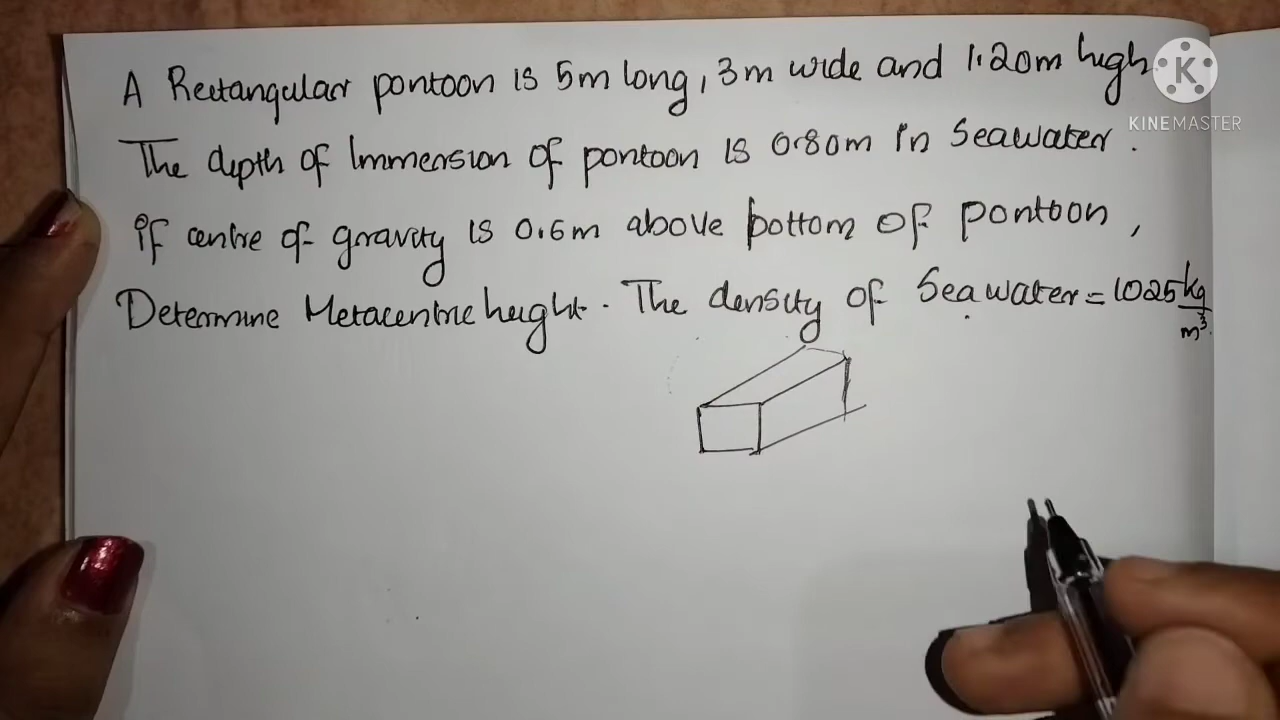 A Rectangular pontoon is 5m long, 3m wide and 1.20m high.
The depth of Immersion of pontoon is 0.80m in Seawater.
if centre of gravity is 0.6m above bottom of pontoon,
Determine Metacentric height. The density of Seawater = 1025 kg/m³.
K
KINEMASTER